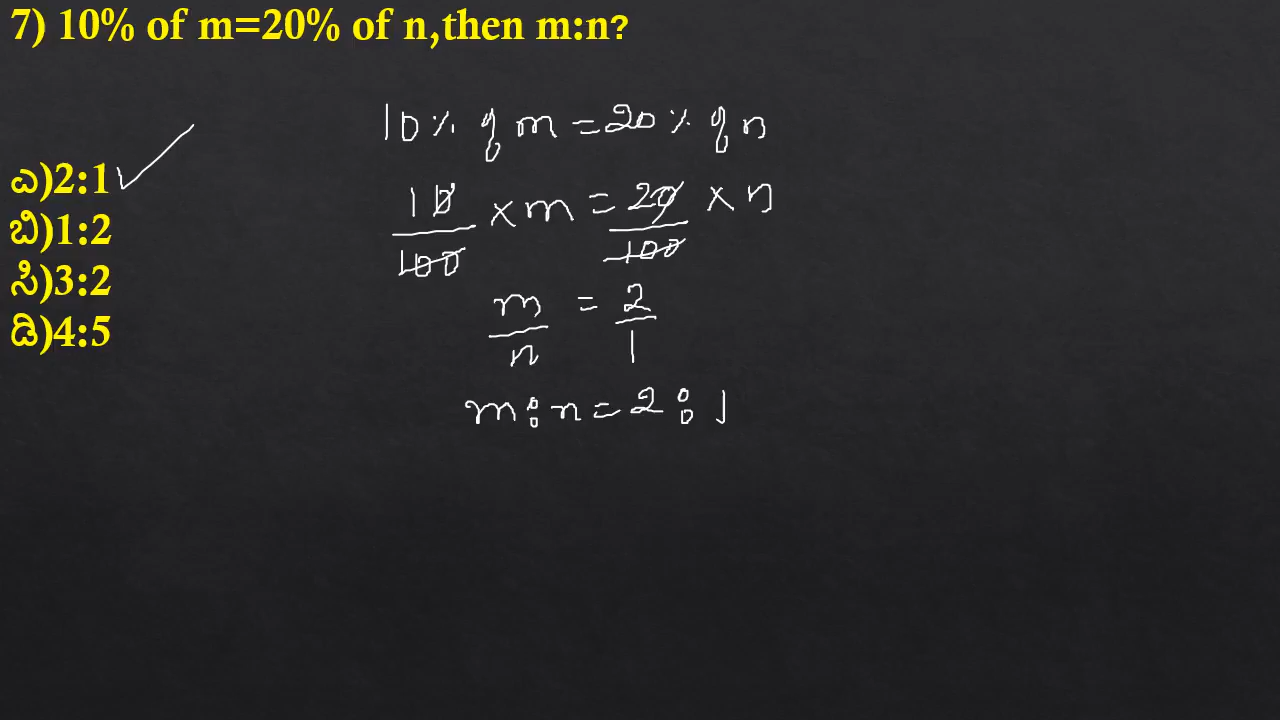 7) 10% of m=20% of n,then m:n?
10% of m = 20% of n
ಎ)2:1 ✓
10/100 × m = 20/100 × n
ಬಿ)1:2
ಸಿ)3:2
m/n = 2/1
ಡಿ)4:5
m:n = 2:1